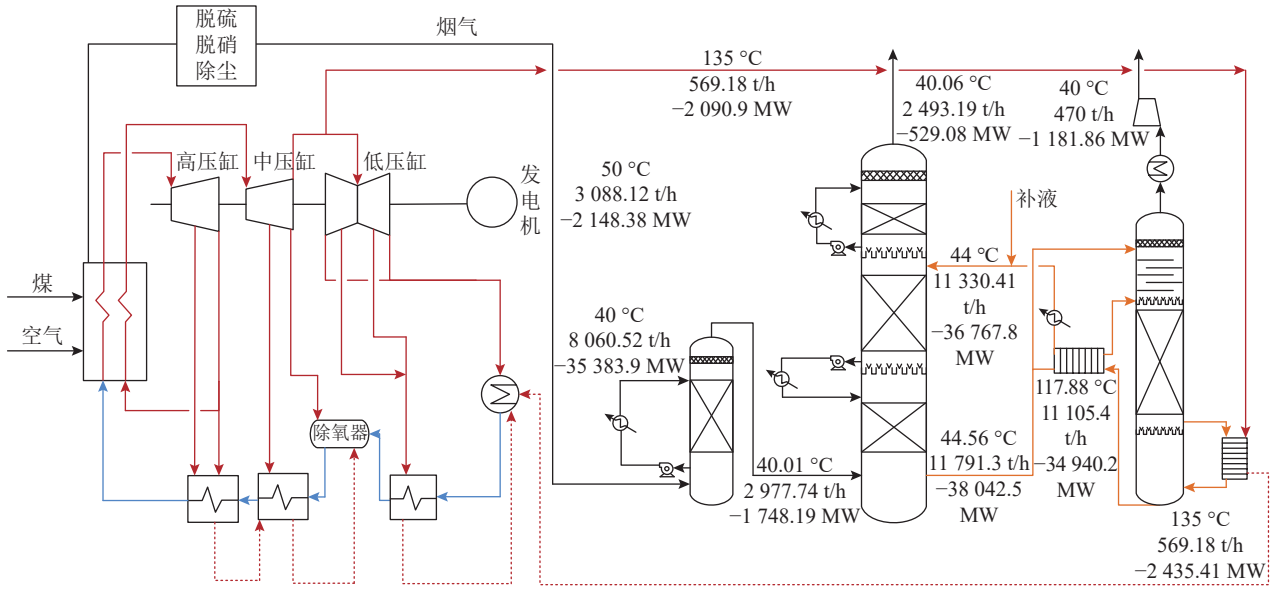 脱硫
脱硝
除尘
烟气
135 °C
569.18 t/h
−2 090.9 MW
40.06 °C
2 493.19 t/h
−529.08 MW
40 °C
470 t/h
−1 181.86 MW
高压缸
中压缸
低压缸
发
电
机
50 °C
3 088.12 t/h
−2 148.38 MW
补液
煤
空气
44 °C
11 330.41
t/h
−36 767.8
MW
40 °C
8 060.52 t/h
−35 383.9 MW
117.88 °C
11 105.4
t/h
−34 940.2
MW
除氧器
40.01 °C
2 977.74 t/h
−1 748.19 MW
44.56 °C
11 791.3 t/h
−38 042.5
MW
135 °C
569.18 t/h
−2 435.41 MW